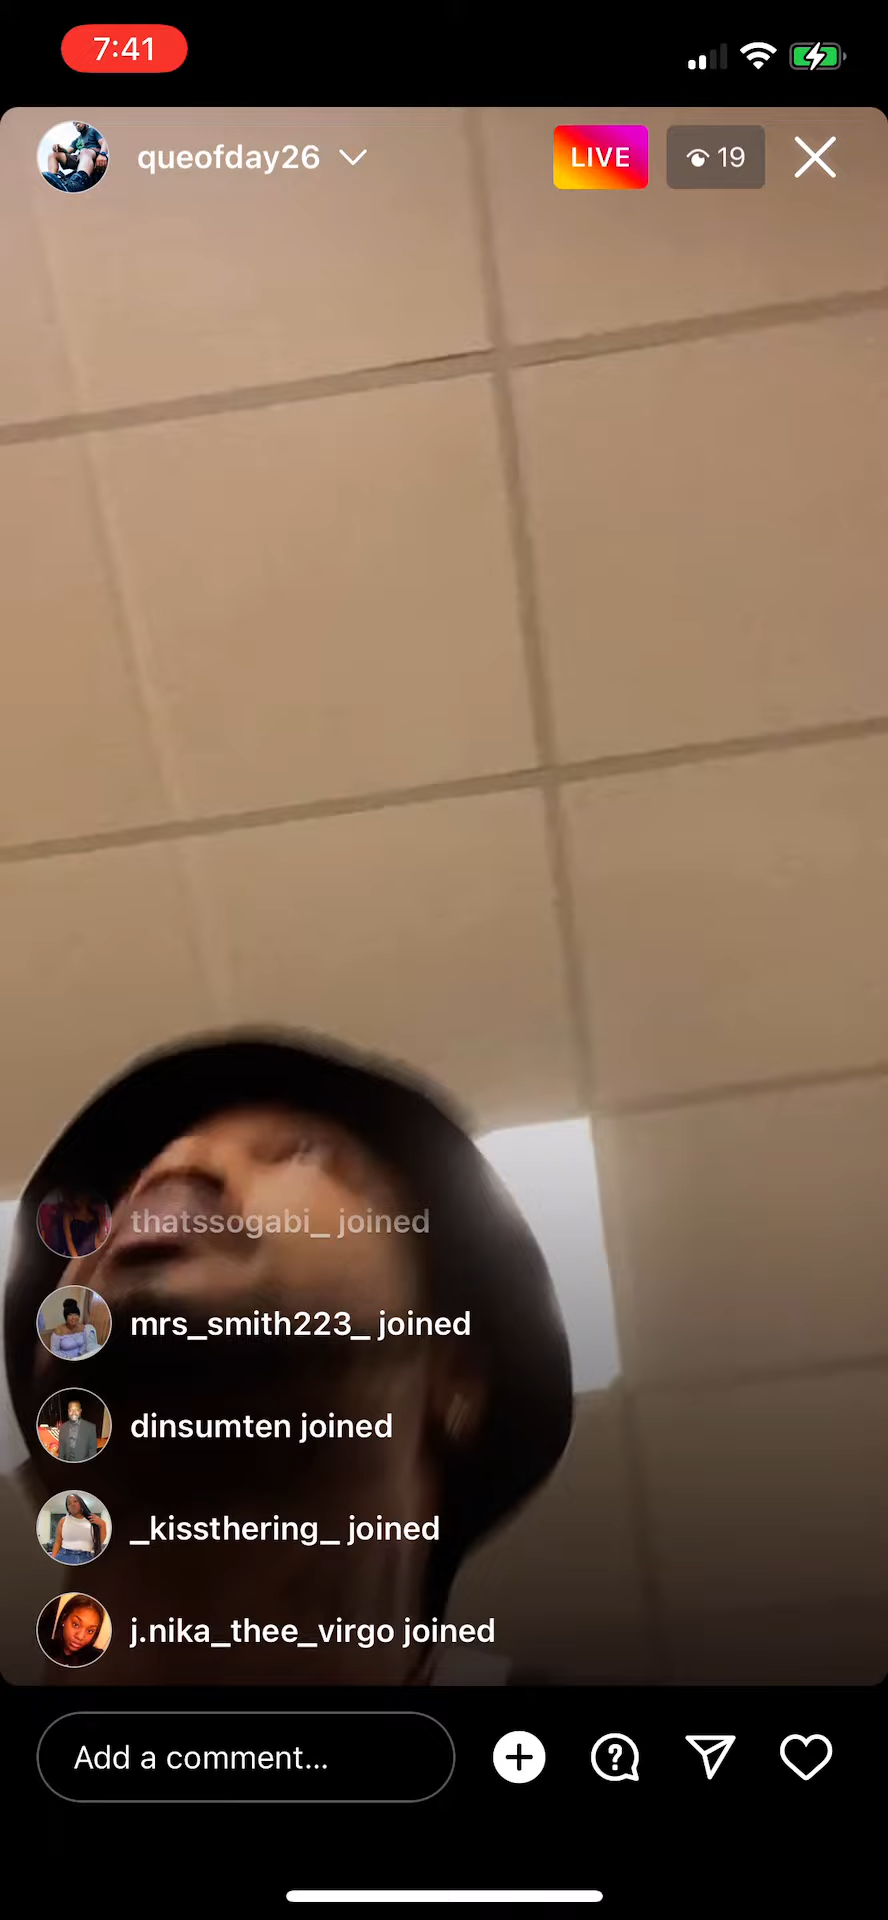 7:41
queofday26
LIVE
19
thatssogabi_ joined
mrs_smith223_ joined
dinsumten joined
_kissthering_ joined
j.nika_thee_virgo joined
Add a comment...